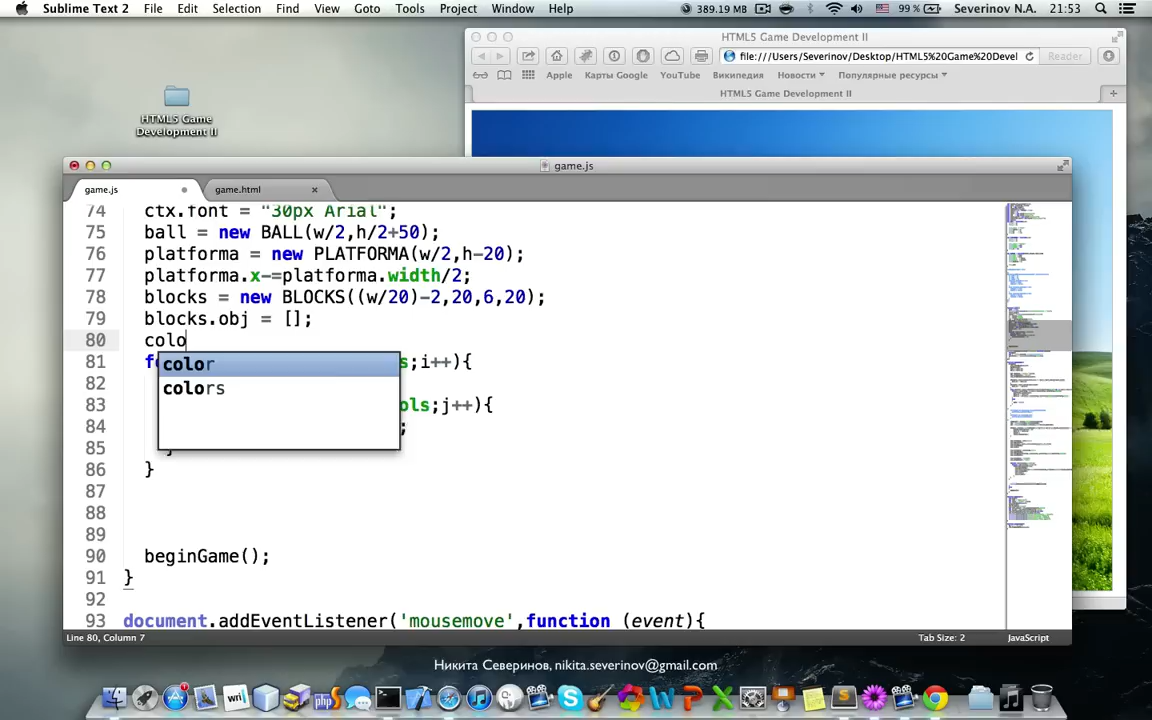 Sublime Text 2 File Edit Selection Find View Goto Tools Project Window Help 389.19 MB 99 % Severinov N.A. 21:53
HTML5 Game Development II
file:///Users/Severinov/Desktop/HTML5%20Game%20Devel Reader
Apple Карты Google YouTube Википедия Новости Популярные ресурсы
HTML5 Game Development II
HTML5 Game
Development II
game.js
game.js game.html
74 ctx.font = "30px Arial";
75 ball = new BALL(w/2,h/2+50);
76 platforma = new PLATFORMA(w/2,h-20);
77 platforma.x-=platforma.width/2;
78 blocks = new BLOCKS((w/20)-2,20,6,20);
79 blocks.obj = [];
80 colo
81 s;i++){
color
82
colors
83 ols;j++){
84 ;
85
86 }
87
88
89
90 beginGame();
91 }
92
93 document.addEventListener('mousemove',function (event){
Line 80, Column 7 Tab Size: 2 JavaScript
Никита Северинов, nikita.severinov@gmail.com